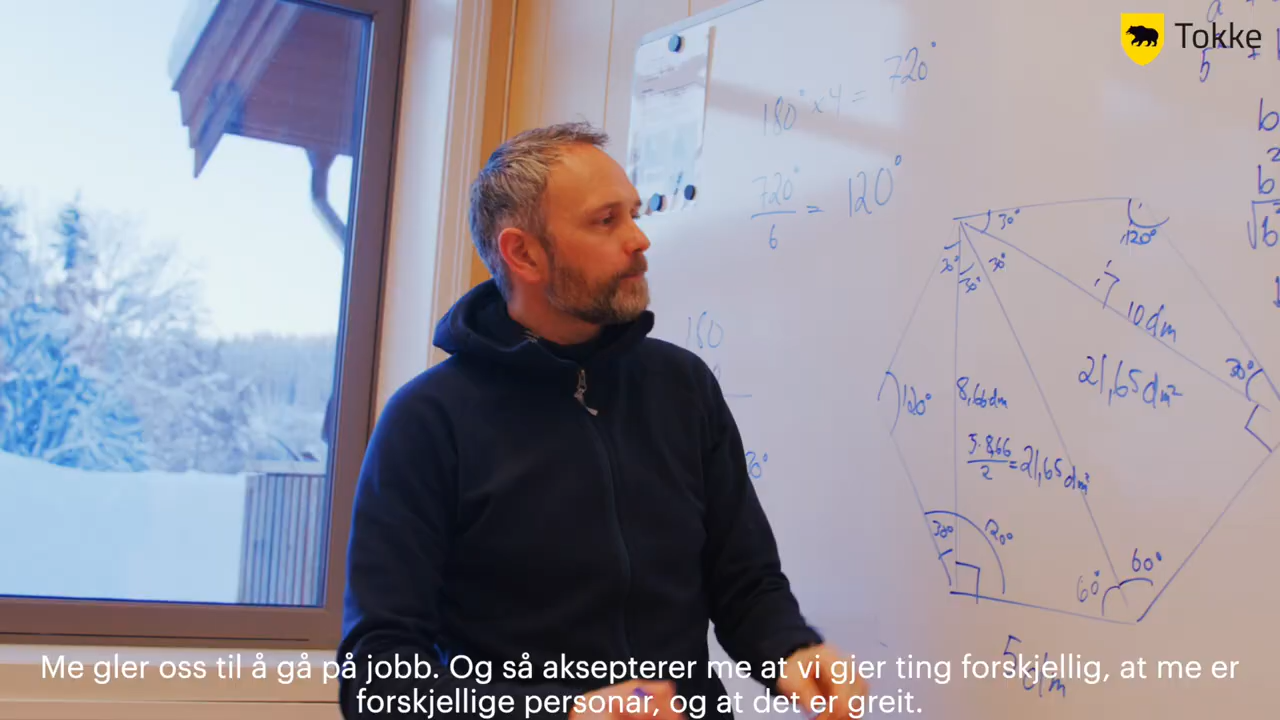 Tokke
180° x 4 = 720°
720°
6
= 120°
180
30°
120°
30°
30°
30°
10 dm
21,65 dm²
30°
120°
8,66 dm
5·8,66
2
= 21,65 dm²
30°
120°
60°
60°
5 dm
b
2
b
Me gler oss til å gå på jobb. Og så aksepterer me at vi gjer ting forskjellig, at me er
forskjellige personar, og at det er greit.